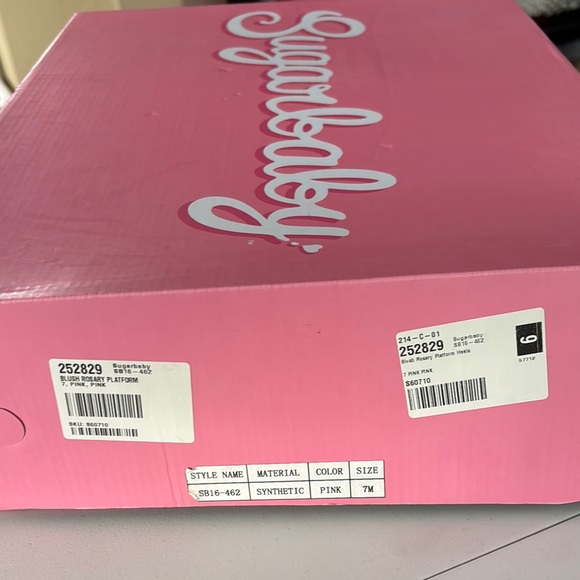 Sugarbaby
252829 Sugarbaby
SB16-462
BLUSH ROSARY PLATFORM
7, PINK, PINK
SKU: S60710
214-C-01
252829 Sugarbaby
SB16-462
Blush Rosary Platform Heels
7 PINK PINK
S60710
9
S7712
STYLE NAME MATERIAL COLOR SIZE
SB16-462 SYNTHETIC PINK 7M